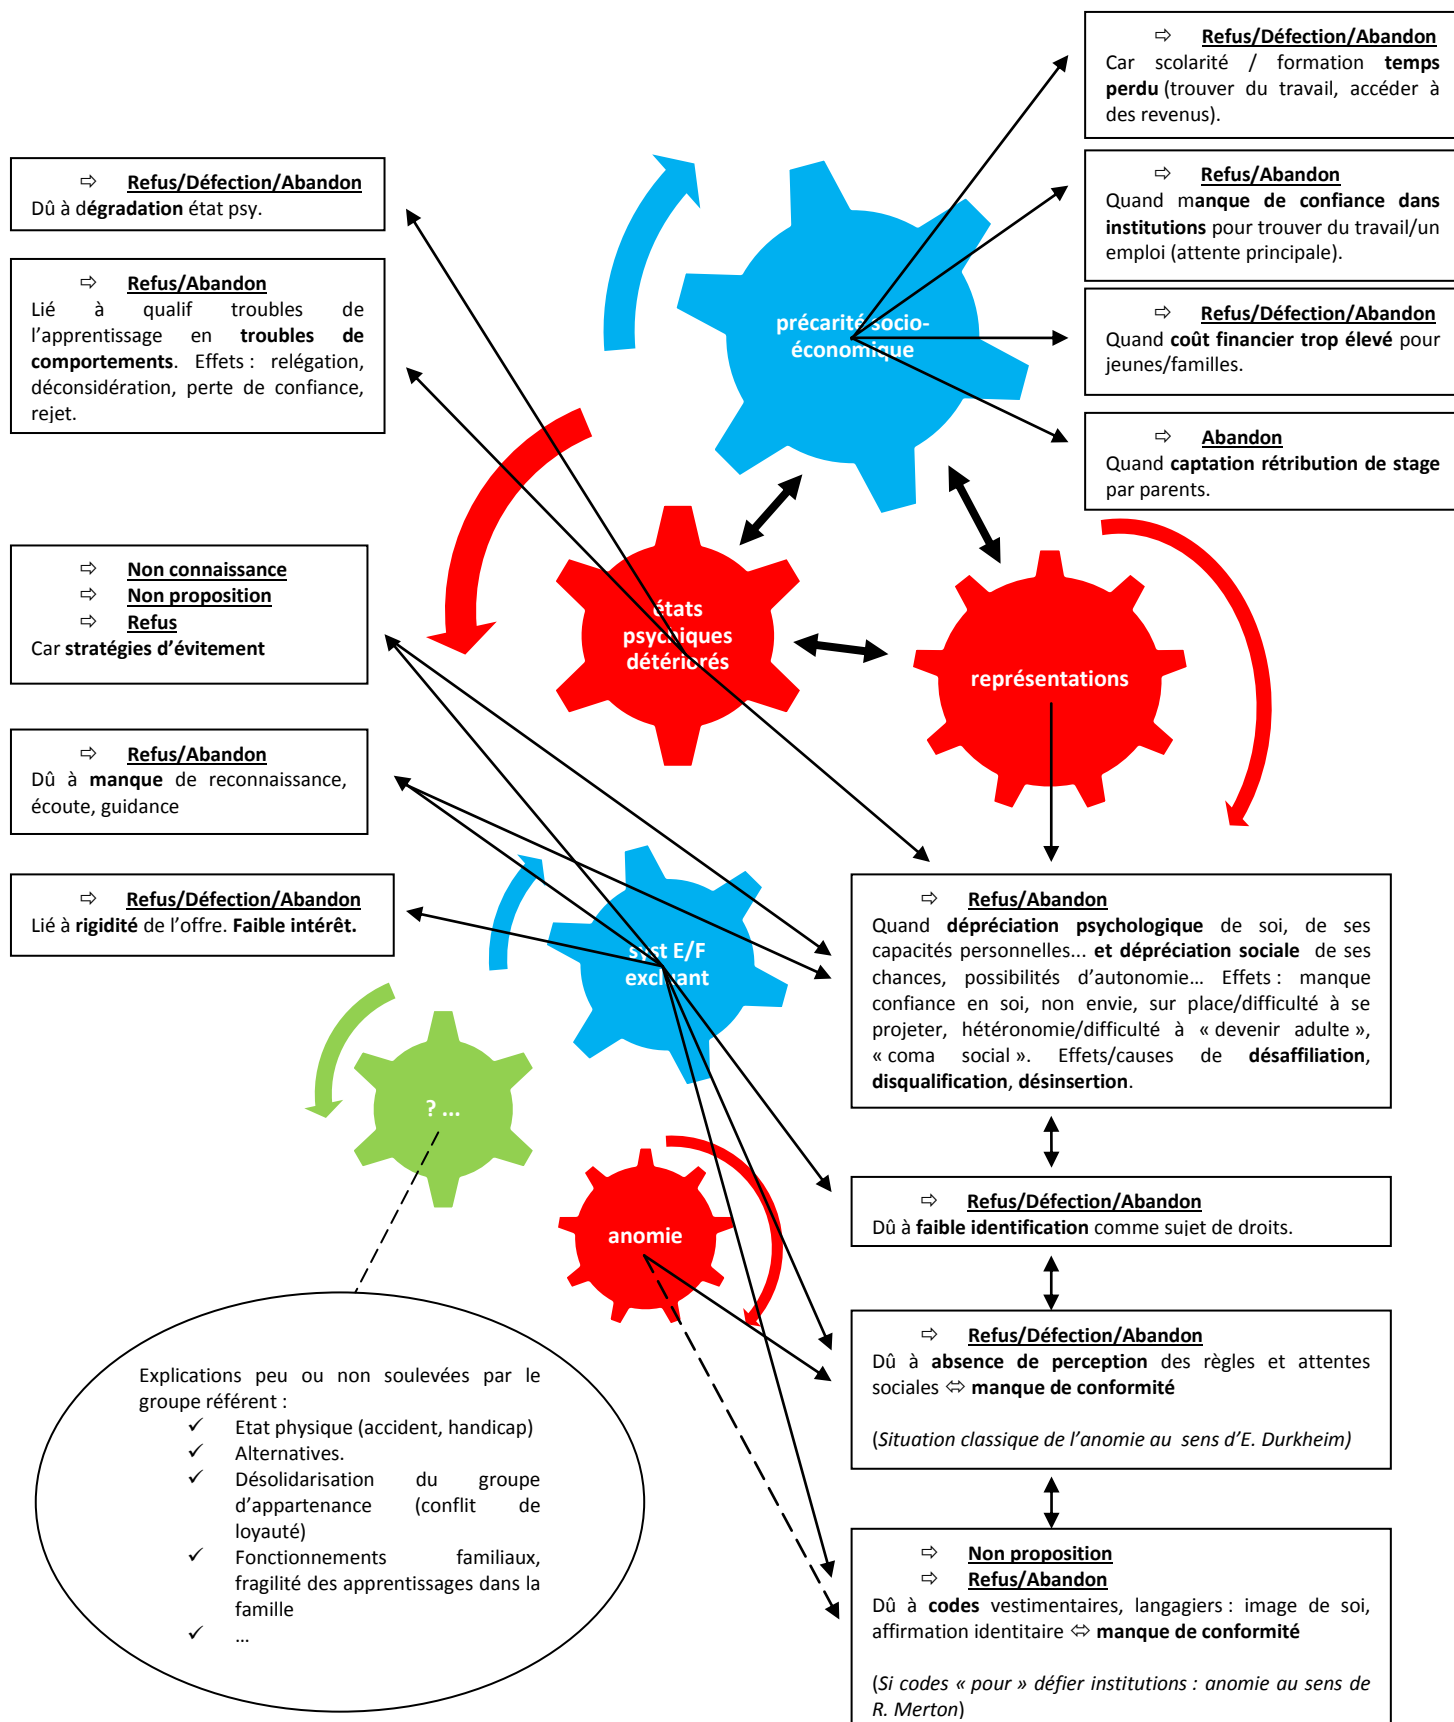 ⇨ Refus/Défection/Abandon
Car scolarité / formation temps
perdu (trouver du travail, accéder à
des revenus).
⇨ Refus/Défection/Abandon
Dû à dégradation état psy.
⇨ Refus/Abandon
Quand manque de confiance dans
institutions pour trouver du travail/un
emploi (attente principale).
⇨ Refus/Abandon
Lié à qualif troubles de
l'apprentissage en troubles de
comportements. Effets : relégation,
déconsidération, perte de confiance,
rejet.
précarité socio-
économique
⇨ Refus/Défection/Abandon
Quand coût financier trop élevé pour
jeunes/familles.
⇨ Abandon
Quand captation rétribution de stage
par parents.
⇨ Non connaissance
⇨ Non proposition
⇨ Refus
Car stratégies d'évitement
états
psychiques
détériorés
représentations
⇨ Refus/Abandon
Dû à manque de reconnaissance,
écoute, guidance
⇨ Refus/Défection/Abandon
Lié à rigidité de l'offre. Faible intérêt.
syst E/F
excluant
⇨ Refus/Abandon
Quand dépréciation psychologique de soi, de ses
capacités personnelles... et dépréciation sociale de ses
chances, possibilités d'autonomie... Effets : manque
confiance en soi, non envie, sur place/difficulté à se
projeter, hétéronomie/difficulté à « devenir adulte »,
« coma social ». Effets/causes de désaffiliation,
disqualification, désinsertion.
? ...
⇨ Refus/Défection/Abandon
Dû à faible identification comme sujet de droits.
anomie
⇨ Refus/Défection/Abandon
Dû à absence de perception des règles et attentes
sociales ⇔ manque de conformité
(Situation classique de l'anomie au sens d'E. Durkheim)
Explications peu ou non soulevées par le
groupe référent :
✓ Etat physique (accident, handicap)
✓ Alternatives.
✓ Désolidarisation du groupe
d'appartenance (conflit de
loyauté)
✓ Fonctionnements familiaux,
fragilité des apprentissages dans la
famille
✓ ...
⇨ Non proposition
⇨ Refus/Abandon
Dû à codes vestimentaires, langagiers : image de soi,
affirmation identitaire ⇔ manque de conformité
(Si codes « pour » défier institutions : anomie au sens de
R. Merton)